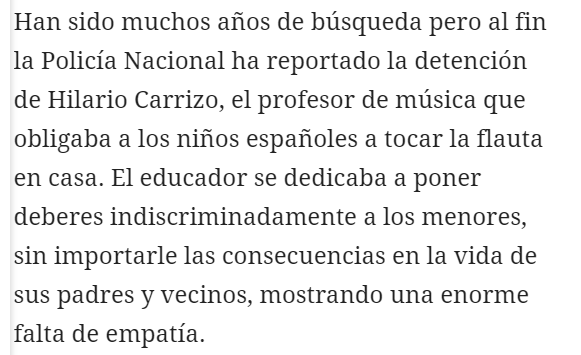 Han sido muchos años de búsqueda pero al fin
la Policía Nacional ha reportado la detención
de Hilario Carrizo, el profesor de música que
obligaba a los niños españoles a tocar la flauta
en casa. El educador se dedicaba a poner
deberes indiscriminadamente a los menores,
sin importarle las consecuencias en la vida de
sus padres y vecinos, mostrando una enorme
falta de empatía.